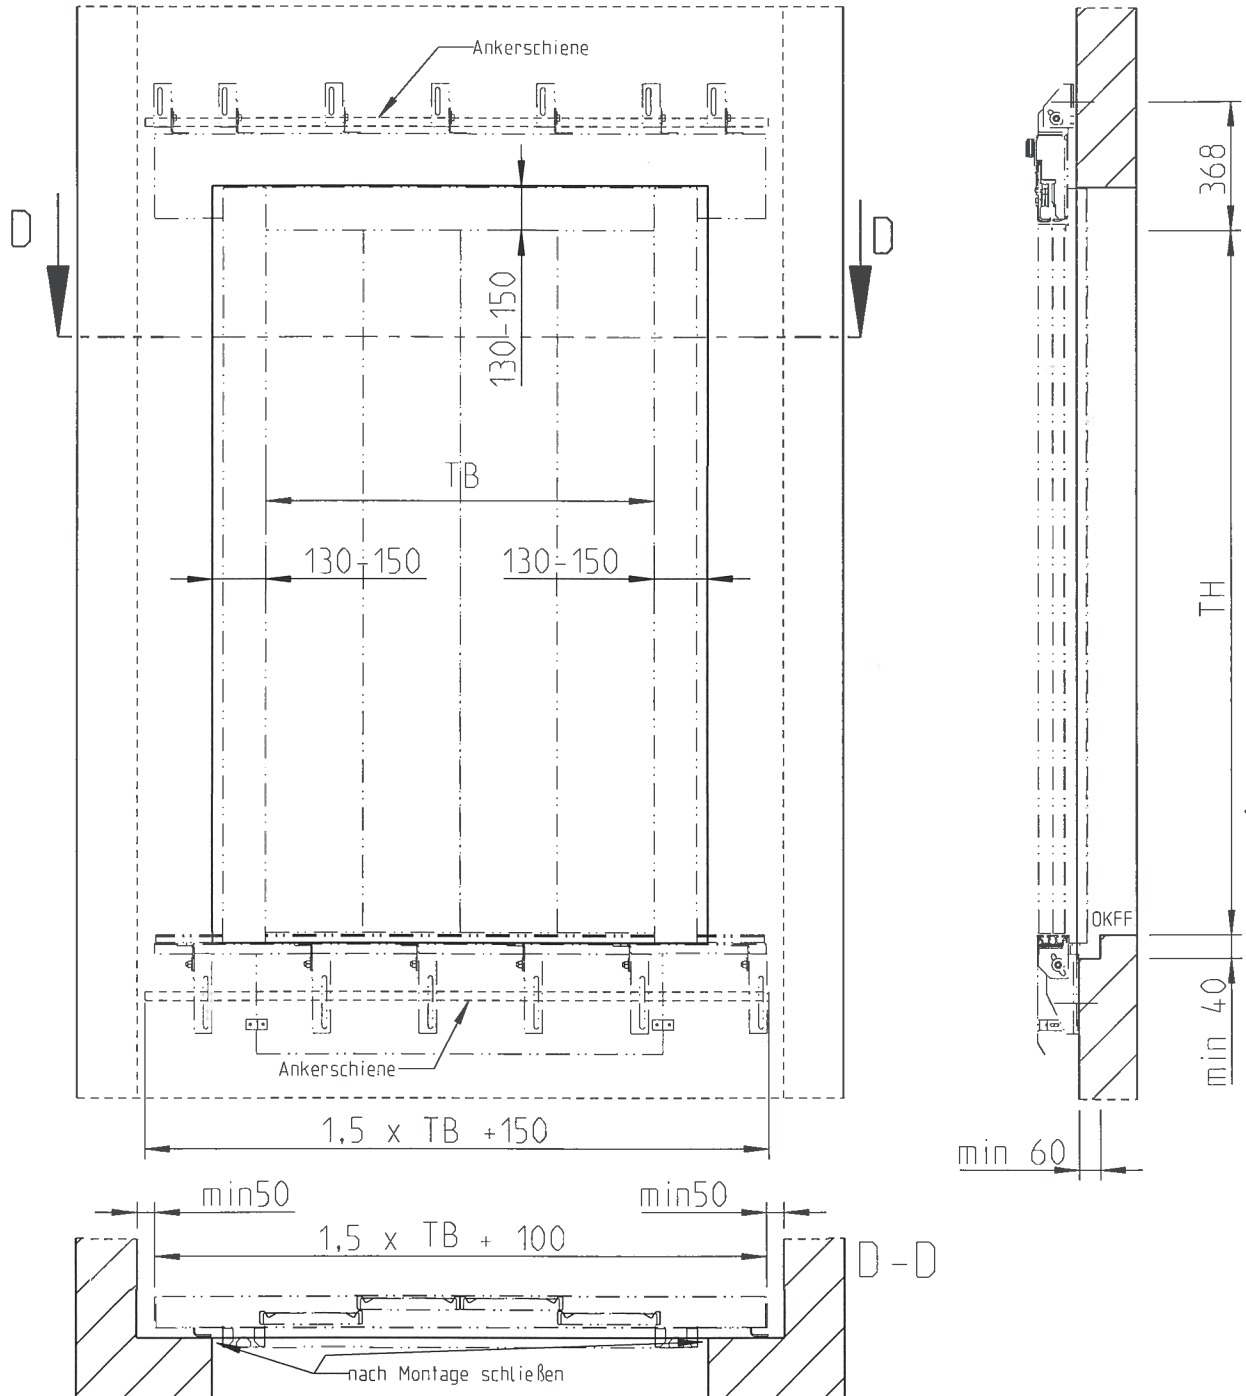 Ankerschiene
368
D
D
130-150
TB
130-150
130-150
TH
OKFF
min 40
Ankerschiene
1,5 x TB +150
min 60
min50
min50
1,5 x TB + 100
D-D
nach Montage schließen